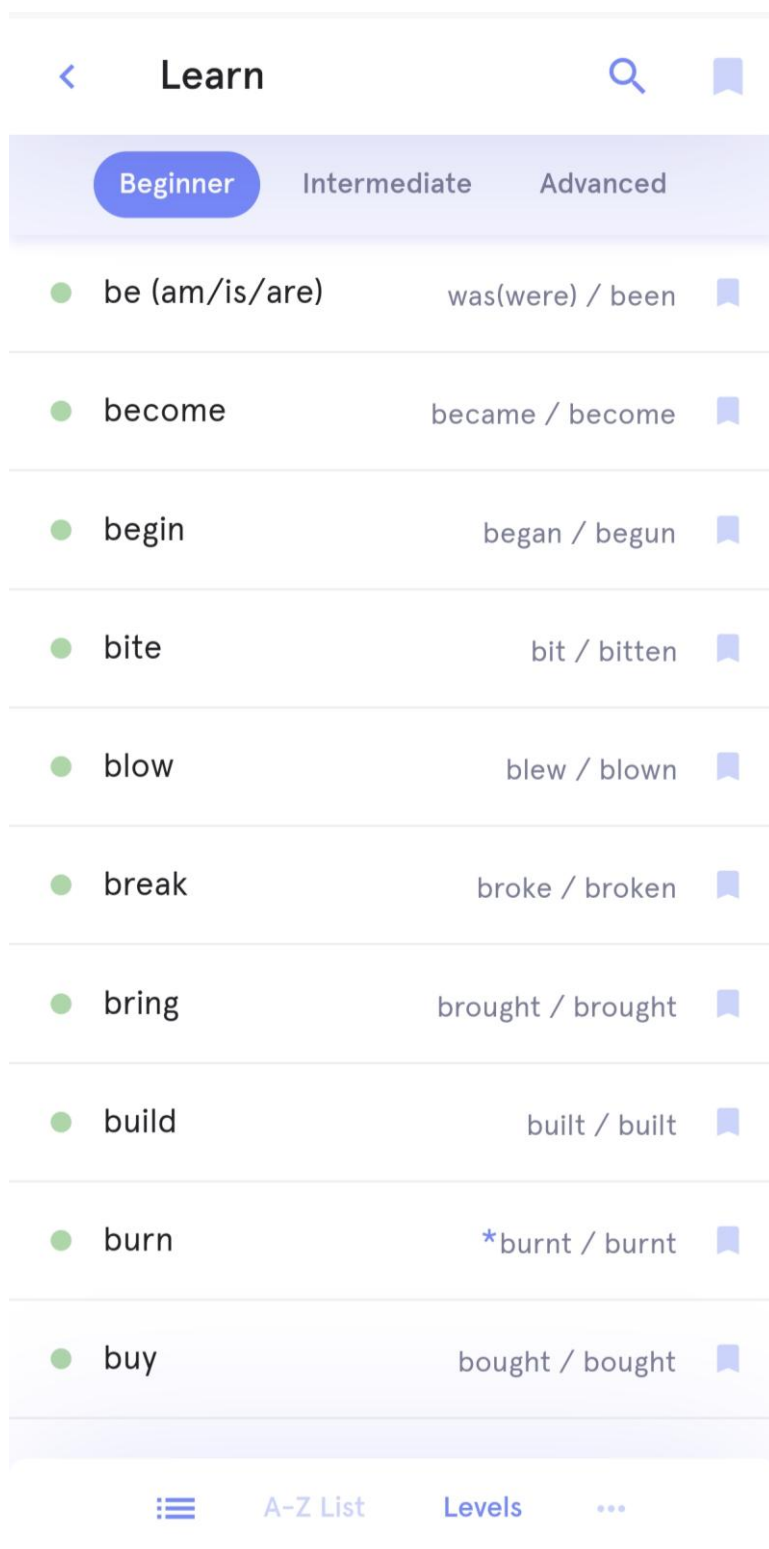 Learn
Beginner Intermediate Advanced
be (am/is/are) was(were) / been
become became / become
begin began / begun
bite bit / bitten
blow blew / blown
break broke / broken
bring brought / brought
build built / built
burn *burnt / burnt
buy bought / bought
A-Z List Levels